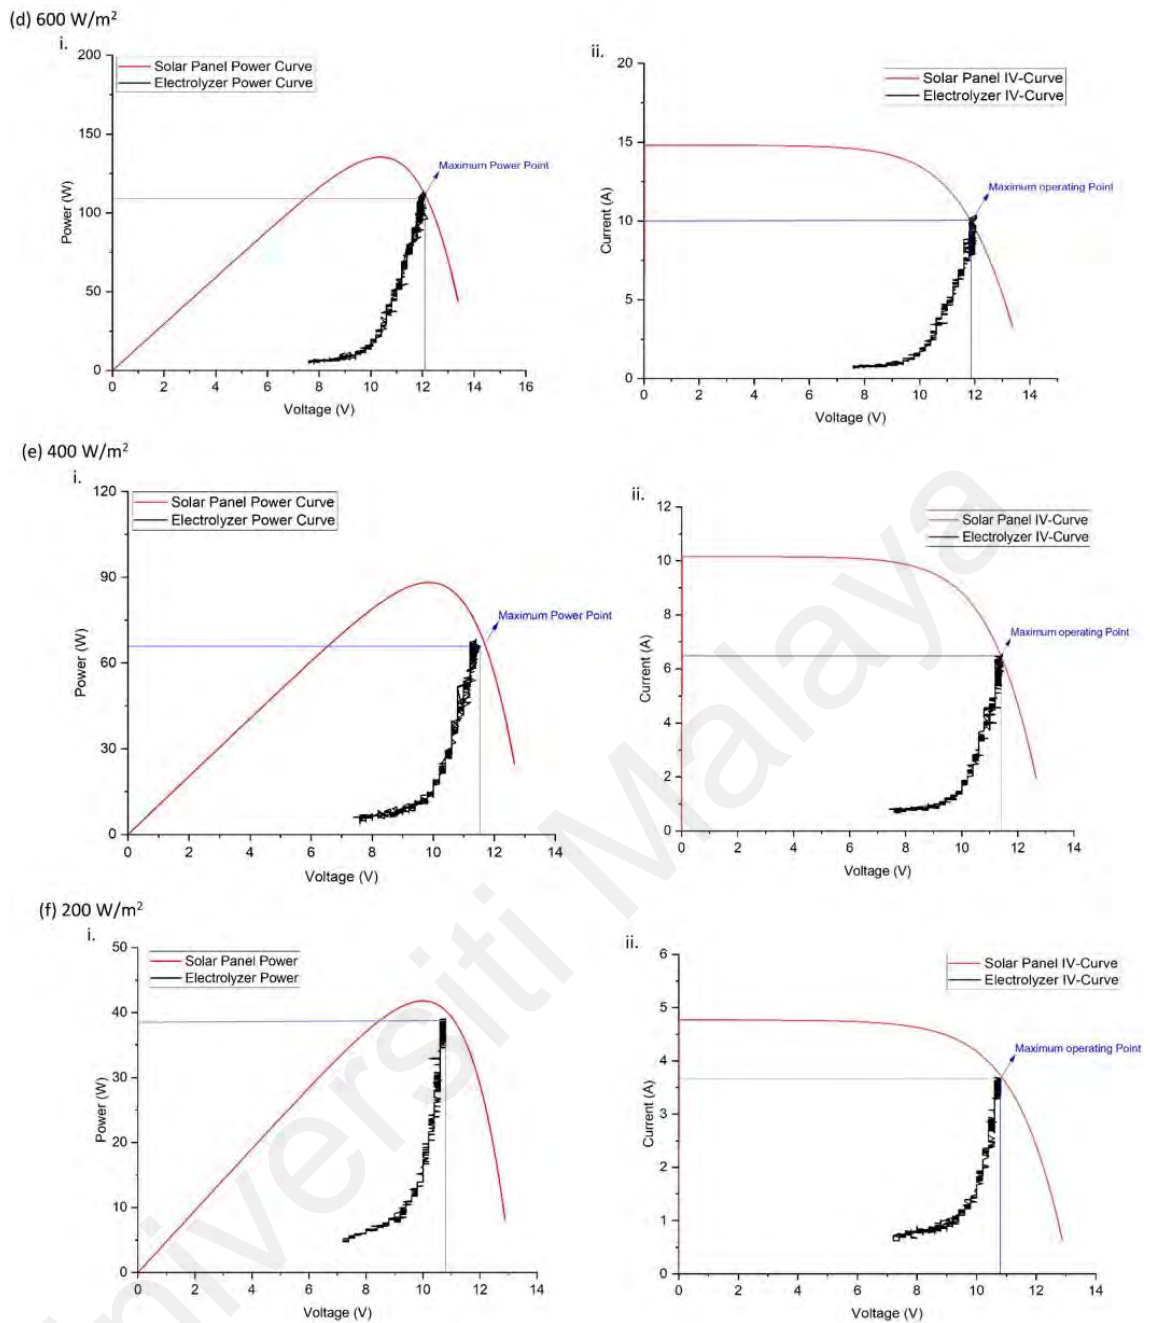 (d) 600 W/m²
i.
Solar Panel Power Curve
Electrolyzer Power Curve
Maximum Power Point
Power (W)
200
150
100
50
0
0 2 4 6 8 10 12 14 16
Voltage (V)
ii.
Solar Panel IV-Curve
Electrolyzer IV-Curve
Maximum operating Point
Current (A)
20
15
10
5
0
0 2 4 6 8 10 12 14
Voltage (V)
(e) 400 W/m²
i.
Solar Panel Power Curve
Electrolyzer Power Curve
Maximum Power Point
Power (W)
120
90
60
30
0
0 2 4 6 8 10 12 14
Voltage (V)
ii.
Solar Panel IV-Curve
Electrolyzer IV-Curve
Maximum operating Point
Current (A)
12
10
8
6
4
2
0
0 2 4 6 8 10 12 14
Voltage (V)
(f) 200 W/m²
i.
Solar Panel Power
Electrolyzer Power
Power (W)
50
40
30
20
10
0
0 2 4 6 8 10 12 14
Voltage (V)
ii.
Solar Panel IV-Curve
Electrolyzer IV-Curve
Maximum operating Point
Current (A)
6
5
4
3
2
1
0
0 2 4 6 8 10 12 14
Voltage (V)
Universiti Malaya